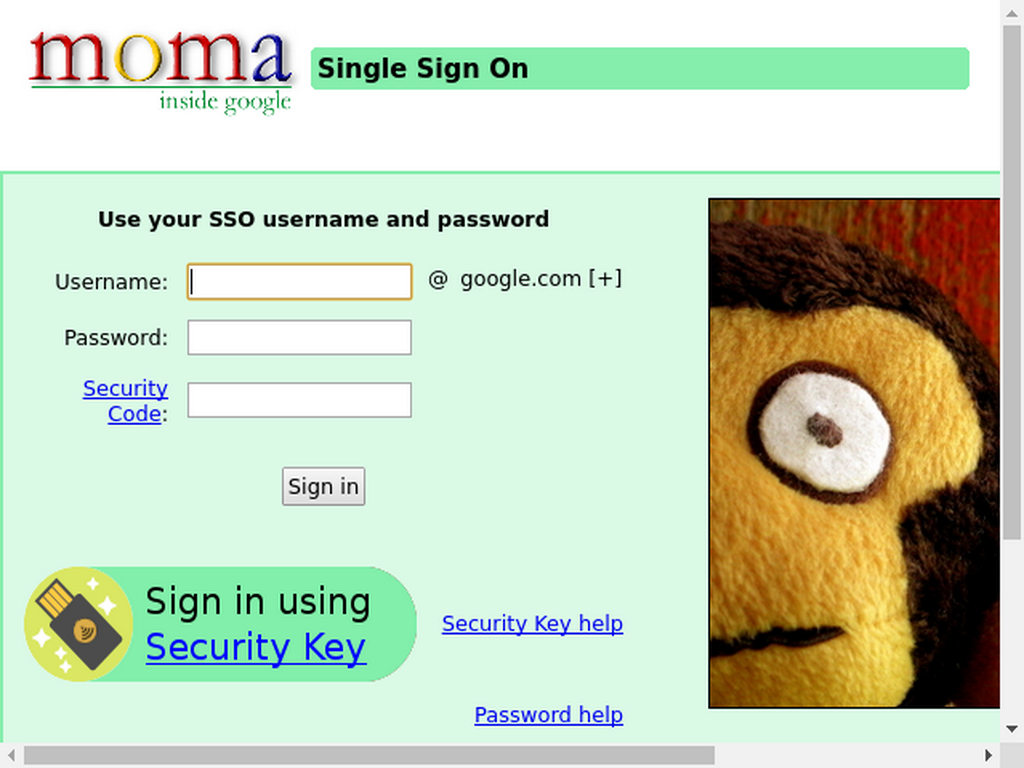 moma
inside google
Single Sign On
Use your SSO username and password
Username:
@ google.com [+]
Password:
Security
Code:
Sign in
Sign in using
Security Key
Security Key help
Password help